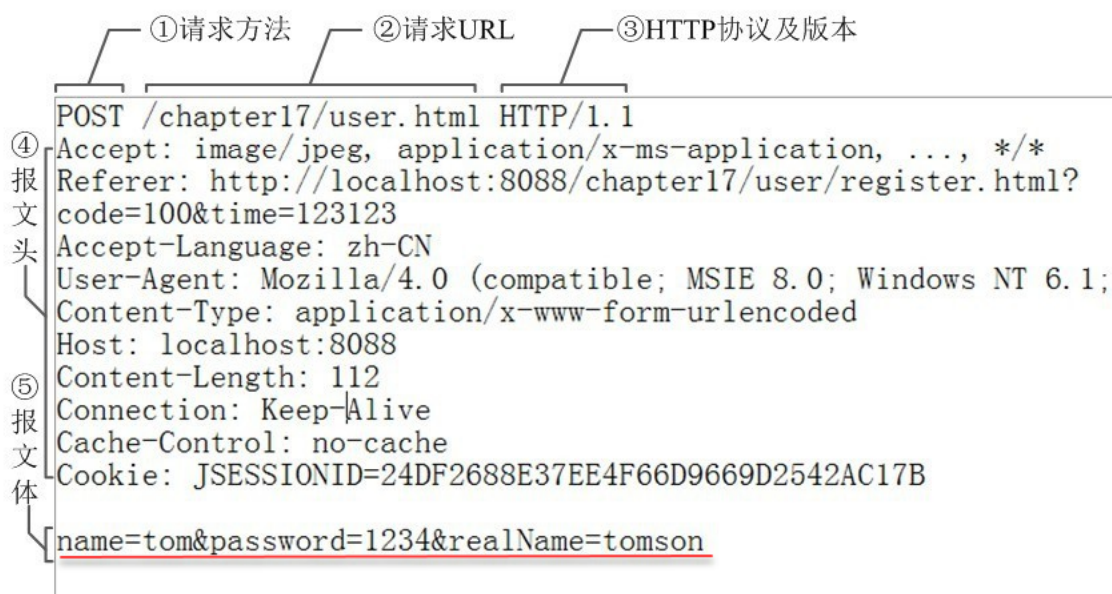 ①请求方法 ②请求URL ③HTTP协议及版本
POST /chapter17/user.html HTTP/1.1
④报文头
Accept: image/jpeg, application/x-ms-application, ..., */*
Referer: http://localhost:8088/chapter17/user/register.html?
code=100&time=123123
Accept-Language: zh-CN
User-Agent: Mozilla/4.0 (compatible; MSIE 8.0; Windows NT 6.1;
Content-Type: application/x-www-form-urlencoded
Host: localhost:8088
Content-Length: 112
Connection: Keep-Alive
Cache-Control: no-cache
Cookie: JSESSIONID=24DF2688E37EE4F66D9669D2542AC17B
⑤报文体
name=tom&password=1234&realName=tomson